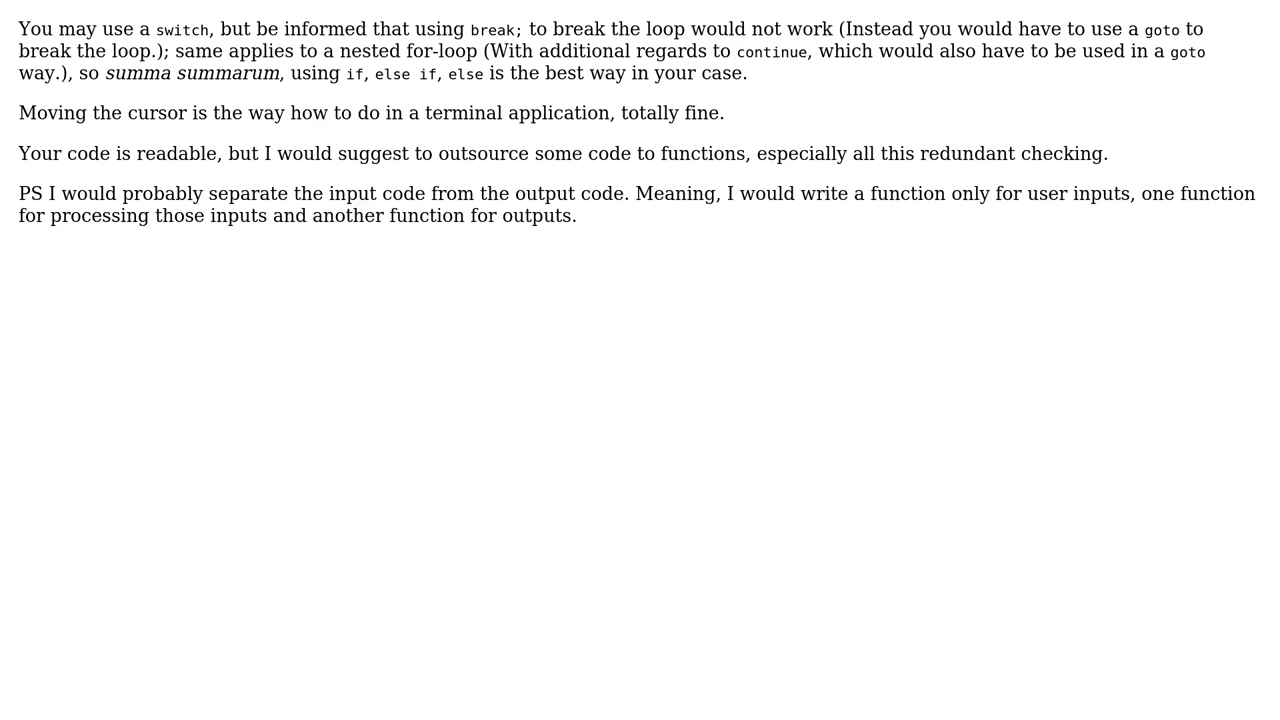 You may use a switch, but be informed that using break; to break the loop would not work (Instead you would have to use a goto to
break the loop.); same applies to a nested for-loop (With additional regards to continue, which would also have to be used in a goto
way.), so summa summarum, using if, else if, else is the best way in your case.
Moving the cursor is the way how to do in a terminal application, totally fine.
Your code is readable, but I would suggest to outsource some code to functions, especially all this redundant checking.
PS I would probably separate the input code from the output code. Meaning, I would write a function only for user inputs, one function
for processing those inputs and another function for outputs.